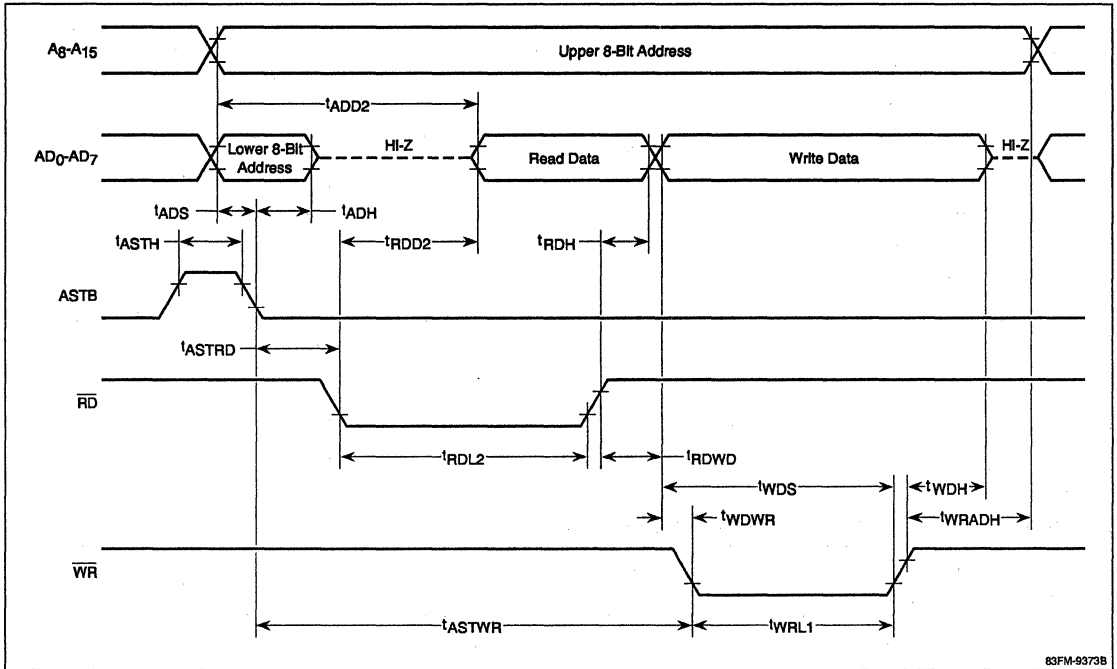 A8-A15
Upper 8-Bit Address
tADD2
AD0-AD7
Lower 8-Bit
Address
HI-Z
Read Data
Write Data
HI-Z
tADS
tADH
tASTH
tRDD2
tRDH
ASTB
tASTRD
RD
tRDL2
tRDWD
tWDS
tWDH
tWDWR
tWRADH
WR
tASTWR
tWRL1
83FM-9373B